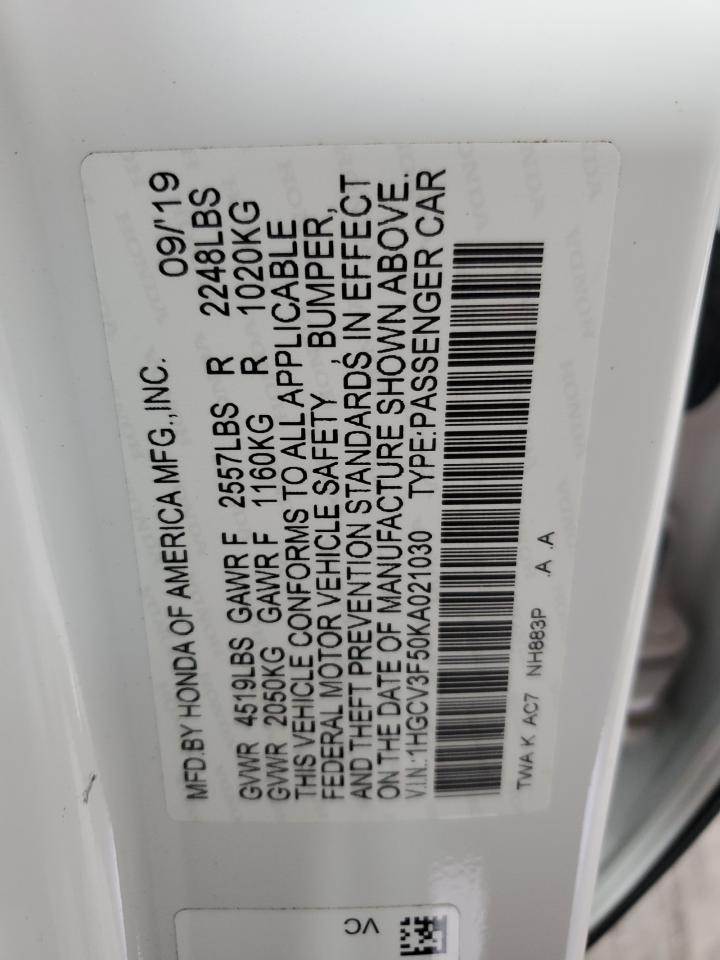 MFD.BY HONDA OF AMERICA MFG.,INC. 09/'19
GVWR 4519LBS GAWR F 2557LBS R 2248LBS
GVWR 2050KG GAWR F 1160KG R 1020KG
THIS VEHICLE CONFORMS TO ALL APPLICABLE
FEDERAL MOTOR VEHICLE SAFETY , BUMPER,
AND THEFT PREVENTION STANDARDS IN EFFECT
ON THE DATE OF MANUFACTURE SHOWN ABOVE.
V.I.N.:1HGCV3F50KA021030 TYPE:PASSENGER CAR
TWA K AC7 NH883P .A .A
VC